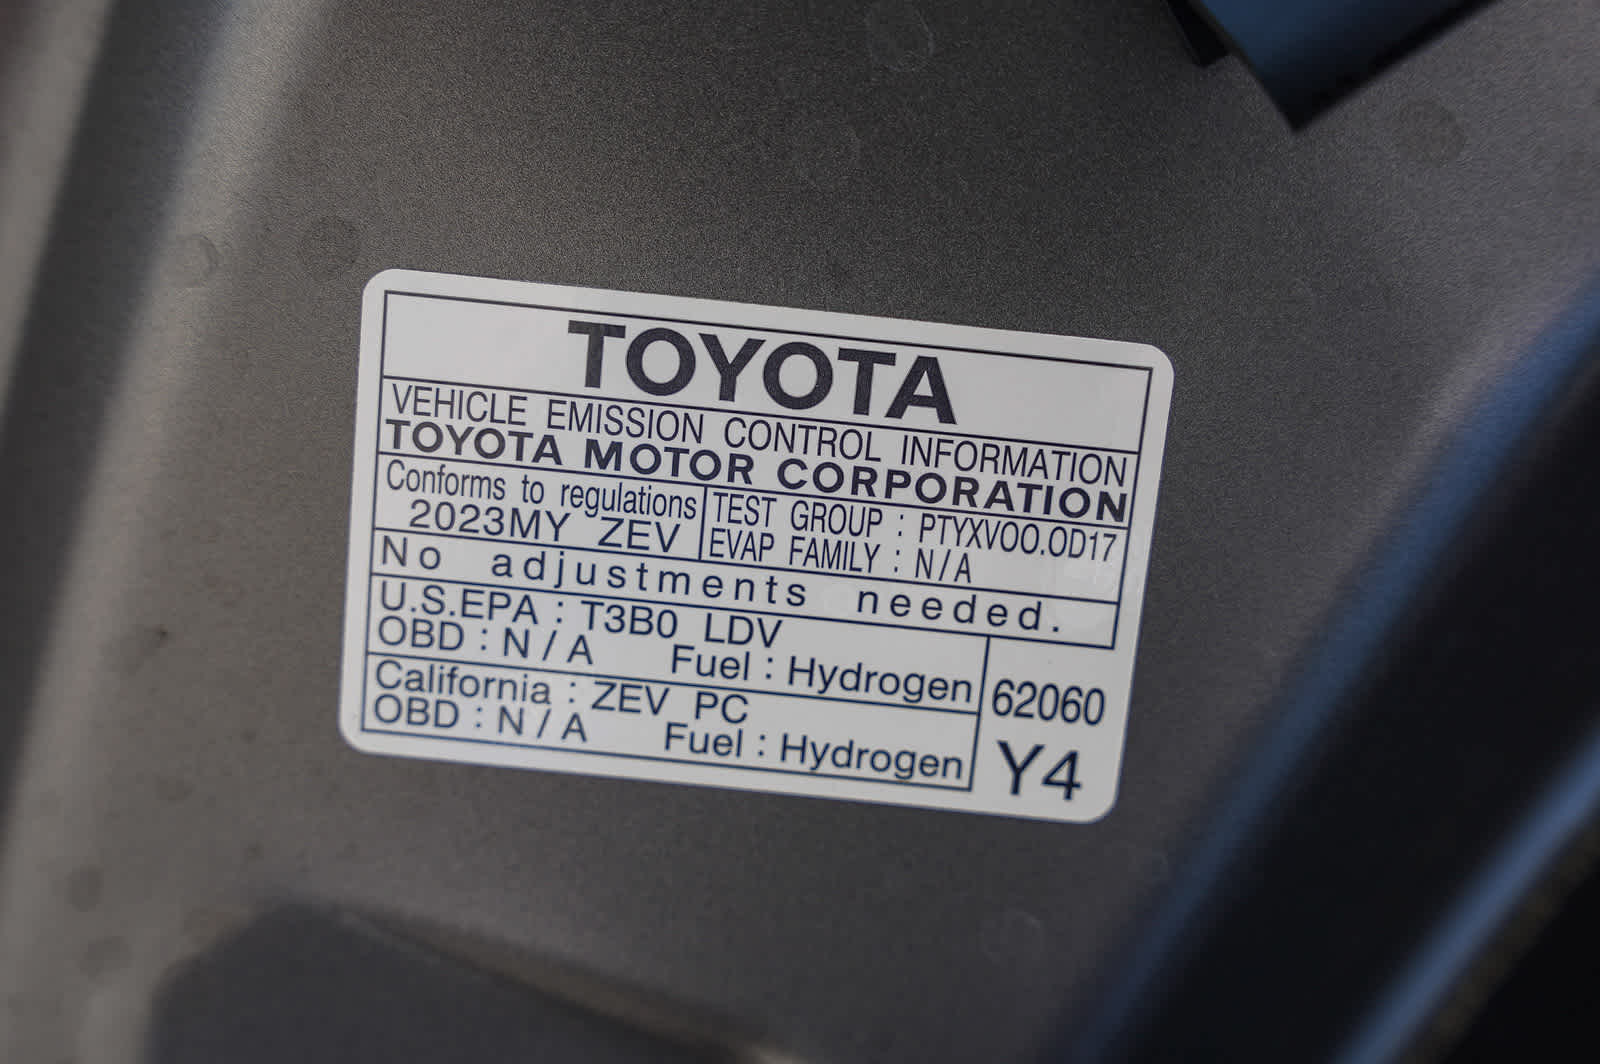 TOYOTA
VEHICLE EMISSION CONTROL INFORMATION
TOYOTA MOTOR CORPORATION
Conforms to regulations
2023MY ZEV
TEST GROUP : PTYXV00.0D17
EVAP FAMILY : N/A
No adjustments needed.
U.S.EPA : T3B0 LDV
OBD : N/A Fuel : Hydrogen
California : ZEV PC
OBD : N/A Fuel : Hydrogen
62060
Y4